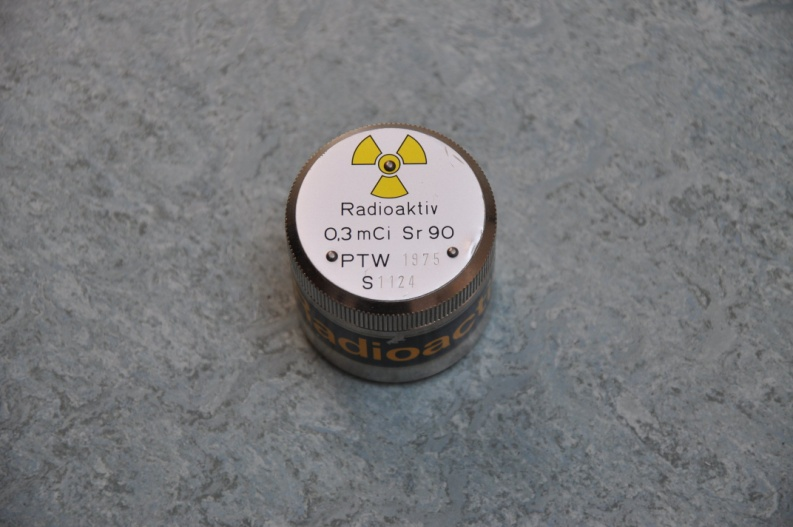 Radioaktiv
0,3 mCi Sr 90
PTW 1975
S1124